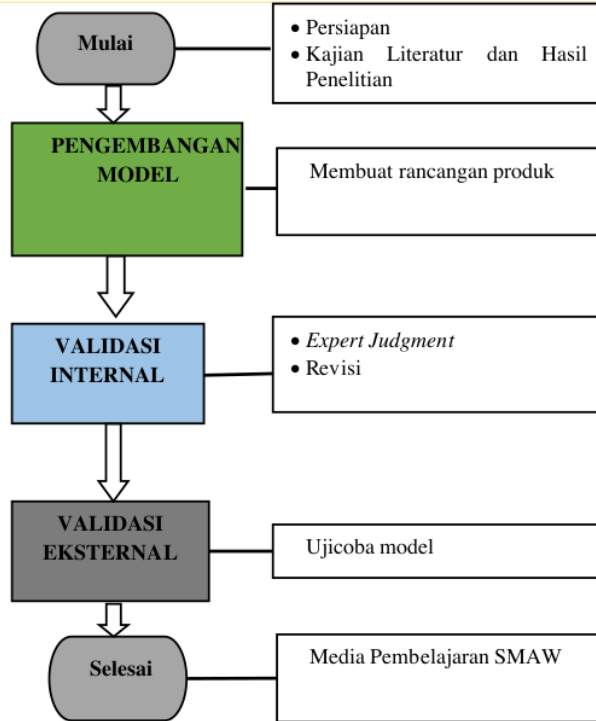 Mulai
• Persiapan
• Kajian Literatur dan Hasil
Penelitian
PENGEMBANGAN
MODEL
Membuat rancangan produk
VALIDASI
INTERNAL
• Expert Judgment
• Revisi
VALIDASI
EKSTERNAL
Ujicoba model
Selesai
Media Pembelajaran SMAW